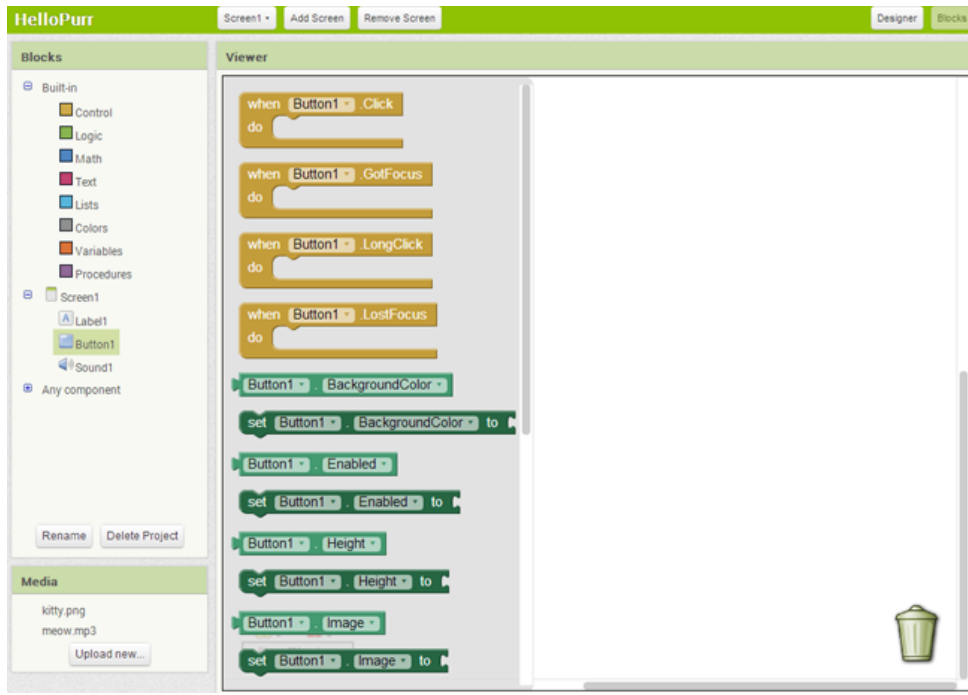 HelloPurr
Screen1
Add Screen
Remove Screen
Designer
Blocks
Blocks
Built-in
Control
Logic
Math
Text
Lists
Colors
Variables
Procedures
Screen1
A Label1
Button1
Sound1
Any component
Rename
Delete Project
Media
kitty.png
meow.mp3
Upload new...
Viewer
when Button1 .Click
do
when Button1 .GotFocus
do
when Button1 .LongClick
do
when Button1 .LostFocus
do
Button1 . BackgroundColor
set Button1 . BackgroundColor to
Button1 . Enabled
set Button1 . Enabled to
Button1 . Height
set Button1 . Height to
Button1 . Image
set Button1 . Image to